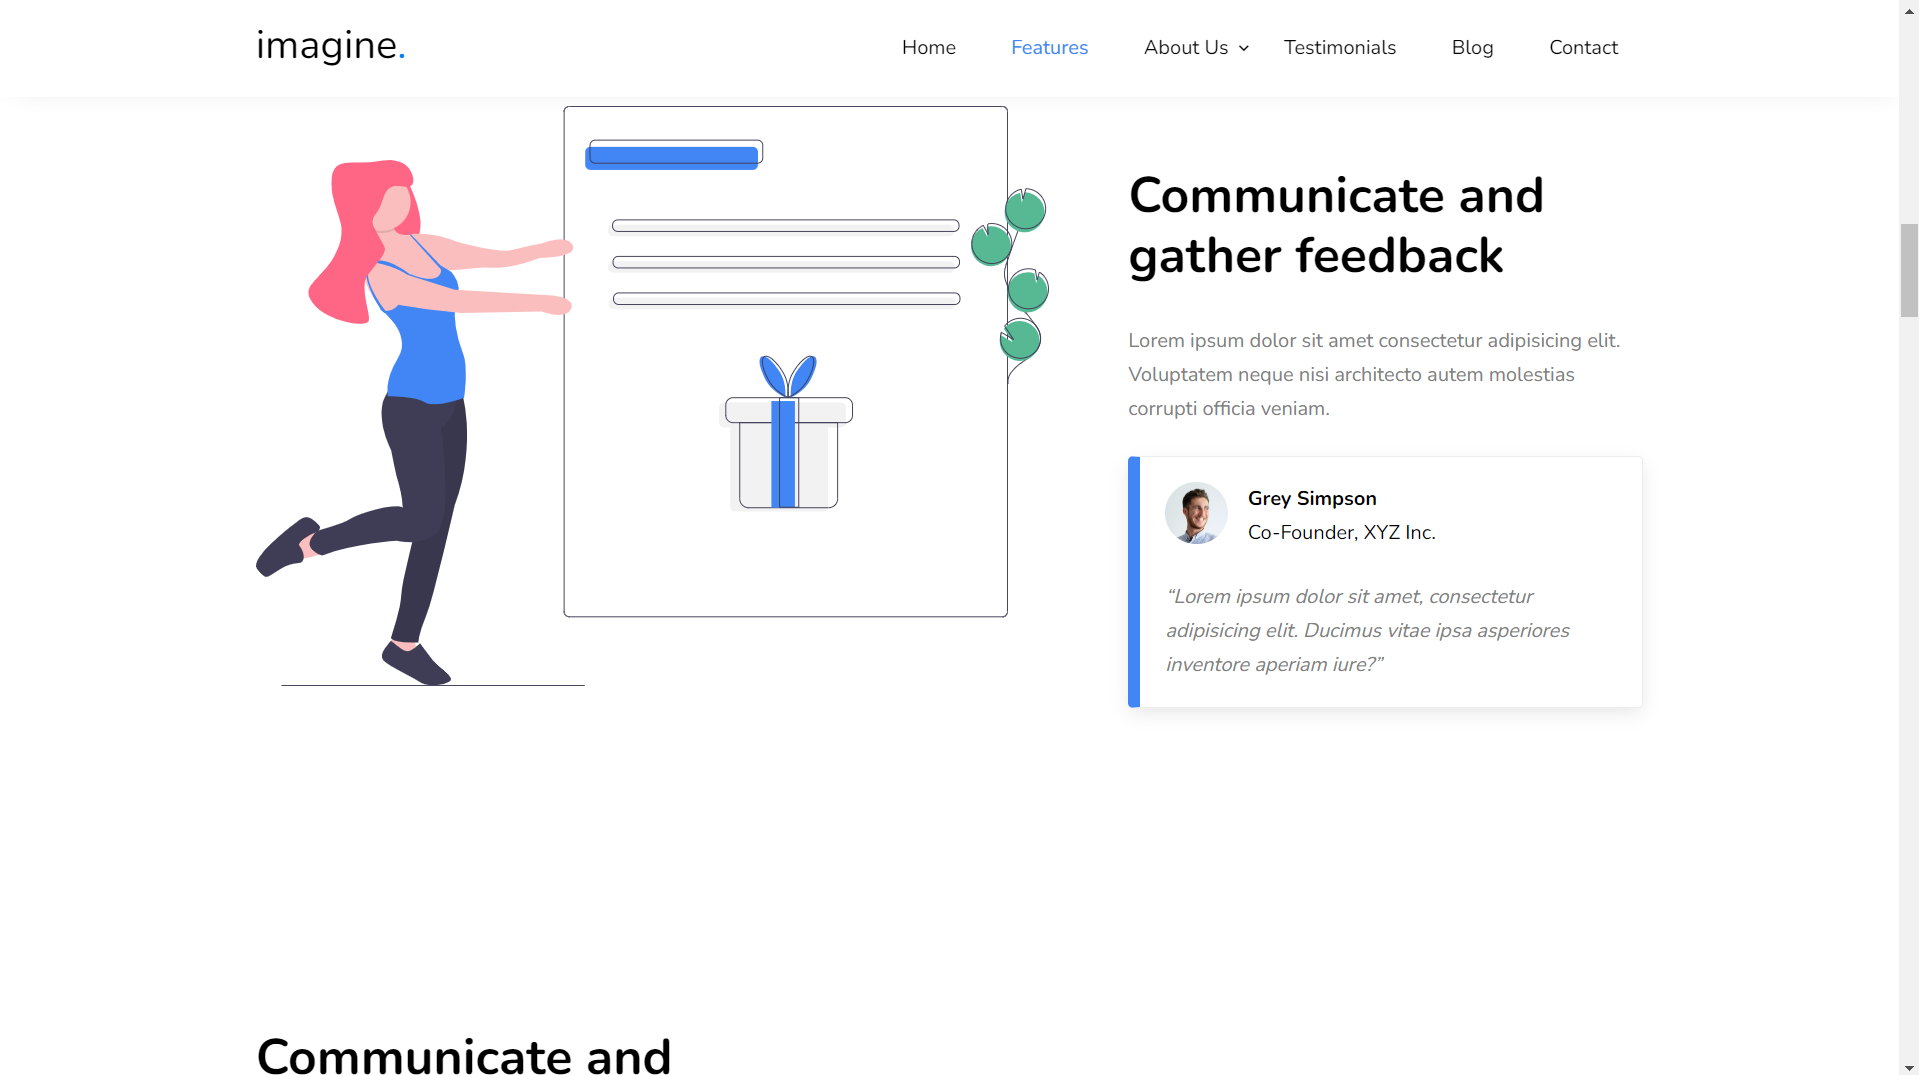 imagine.
Home Features About Us Testimonials Blog Contact
Communicate and
gather feedback
Lorem ipsum dolor sit amet consectetur adipisicing elit.
Voluptatem neque nisi architecto autem molestias
corrupti officia veniam.
Grey Simpson
Co-Founder, XYZ Inc.
“Lorem ipsum dolor sit amet, consectetur
adipisicing elit. Ducimus vitae ipsa asperiores
inventore aperiam iure?”
Communicate and